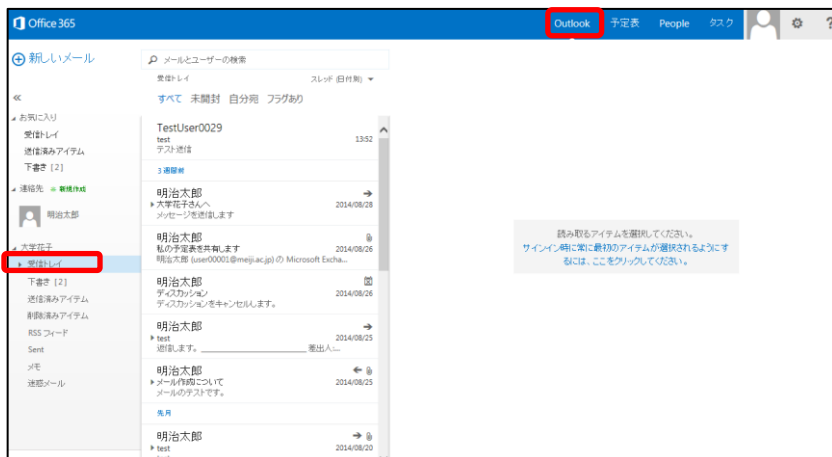 Office 365
Outlook 予定表 People タスク ?
新しいメール
≪
お気に入り
受信トレイ
送信済みアイテム
下書き [2]
連絡先 新規作成
明治太郎
大学花子
受信トレイ
下書き [2]
送信済みアイテム
削除済みアイテム
RSS フィード
Sent
メモ
迷惑メール
メールとユーザーの検索
受信トレイ スレッド (日付順)
すべて 未開封 自分宛 フラグあり
TestUser0029
test 13:52
テスト送信
3 週間前
明治太郎
大学花子さんへ 2014/08/28
メッセージを送信します
明治太郎
私の予定表を共有します 2014/08/26
明治太郎 (user00001@meiji.ac.jp) の Microsoft Excha...
明治太郎
ディスカッション 2014/08/26
ディスカッションをキャンセルします。
明治太郎
test 2014/08/25
返信します。 差出人:...
明治太郎
メール作成について 2014/08/25
メールのテストです。
先月
明治太郎
test 2014/08/20
読み取るアイテムを選択してください。
サインイン時に常に最初のアイテムが選択されるようにす
るには、ここをクリックしてください。